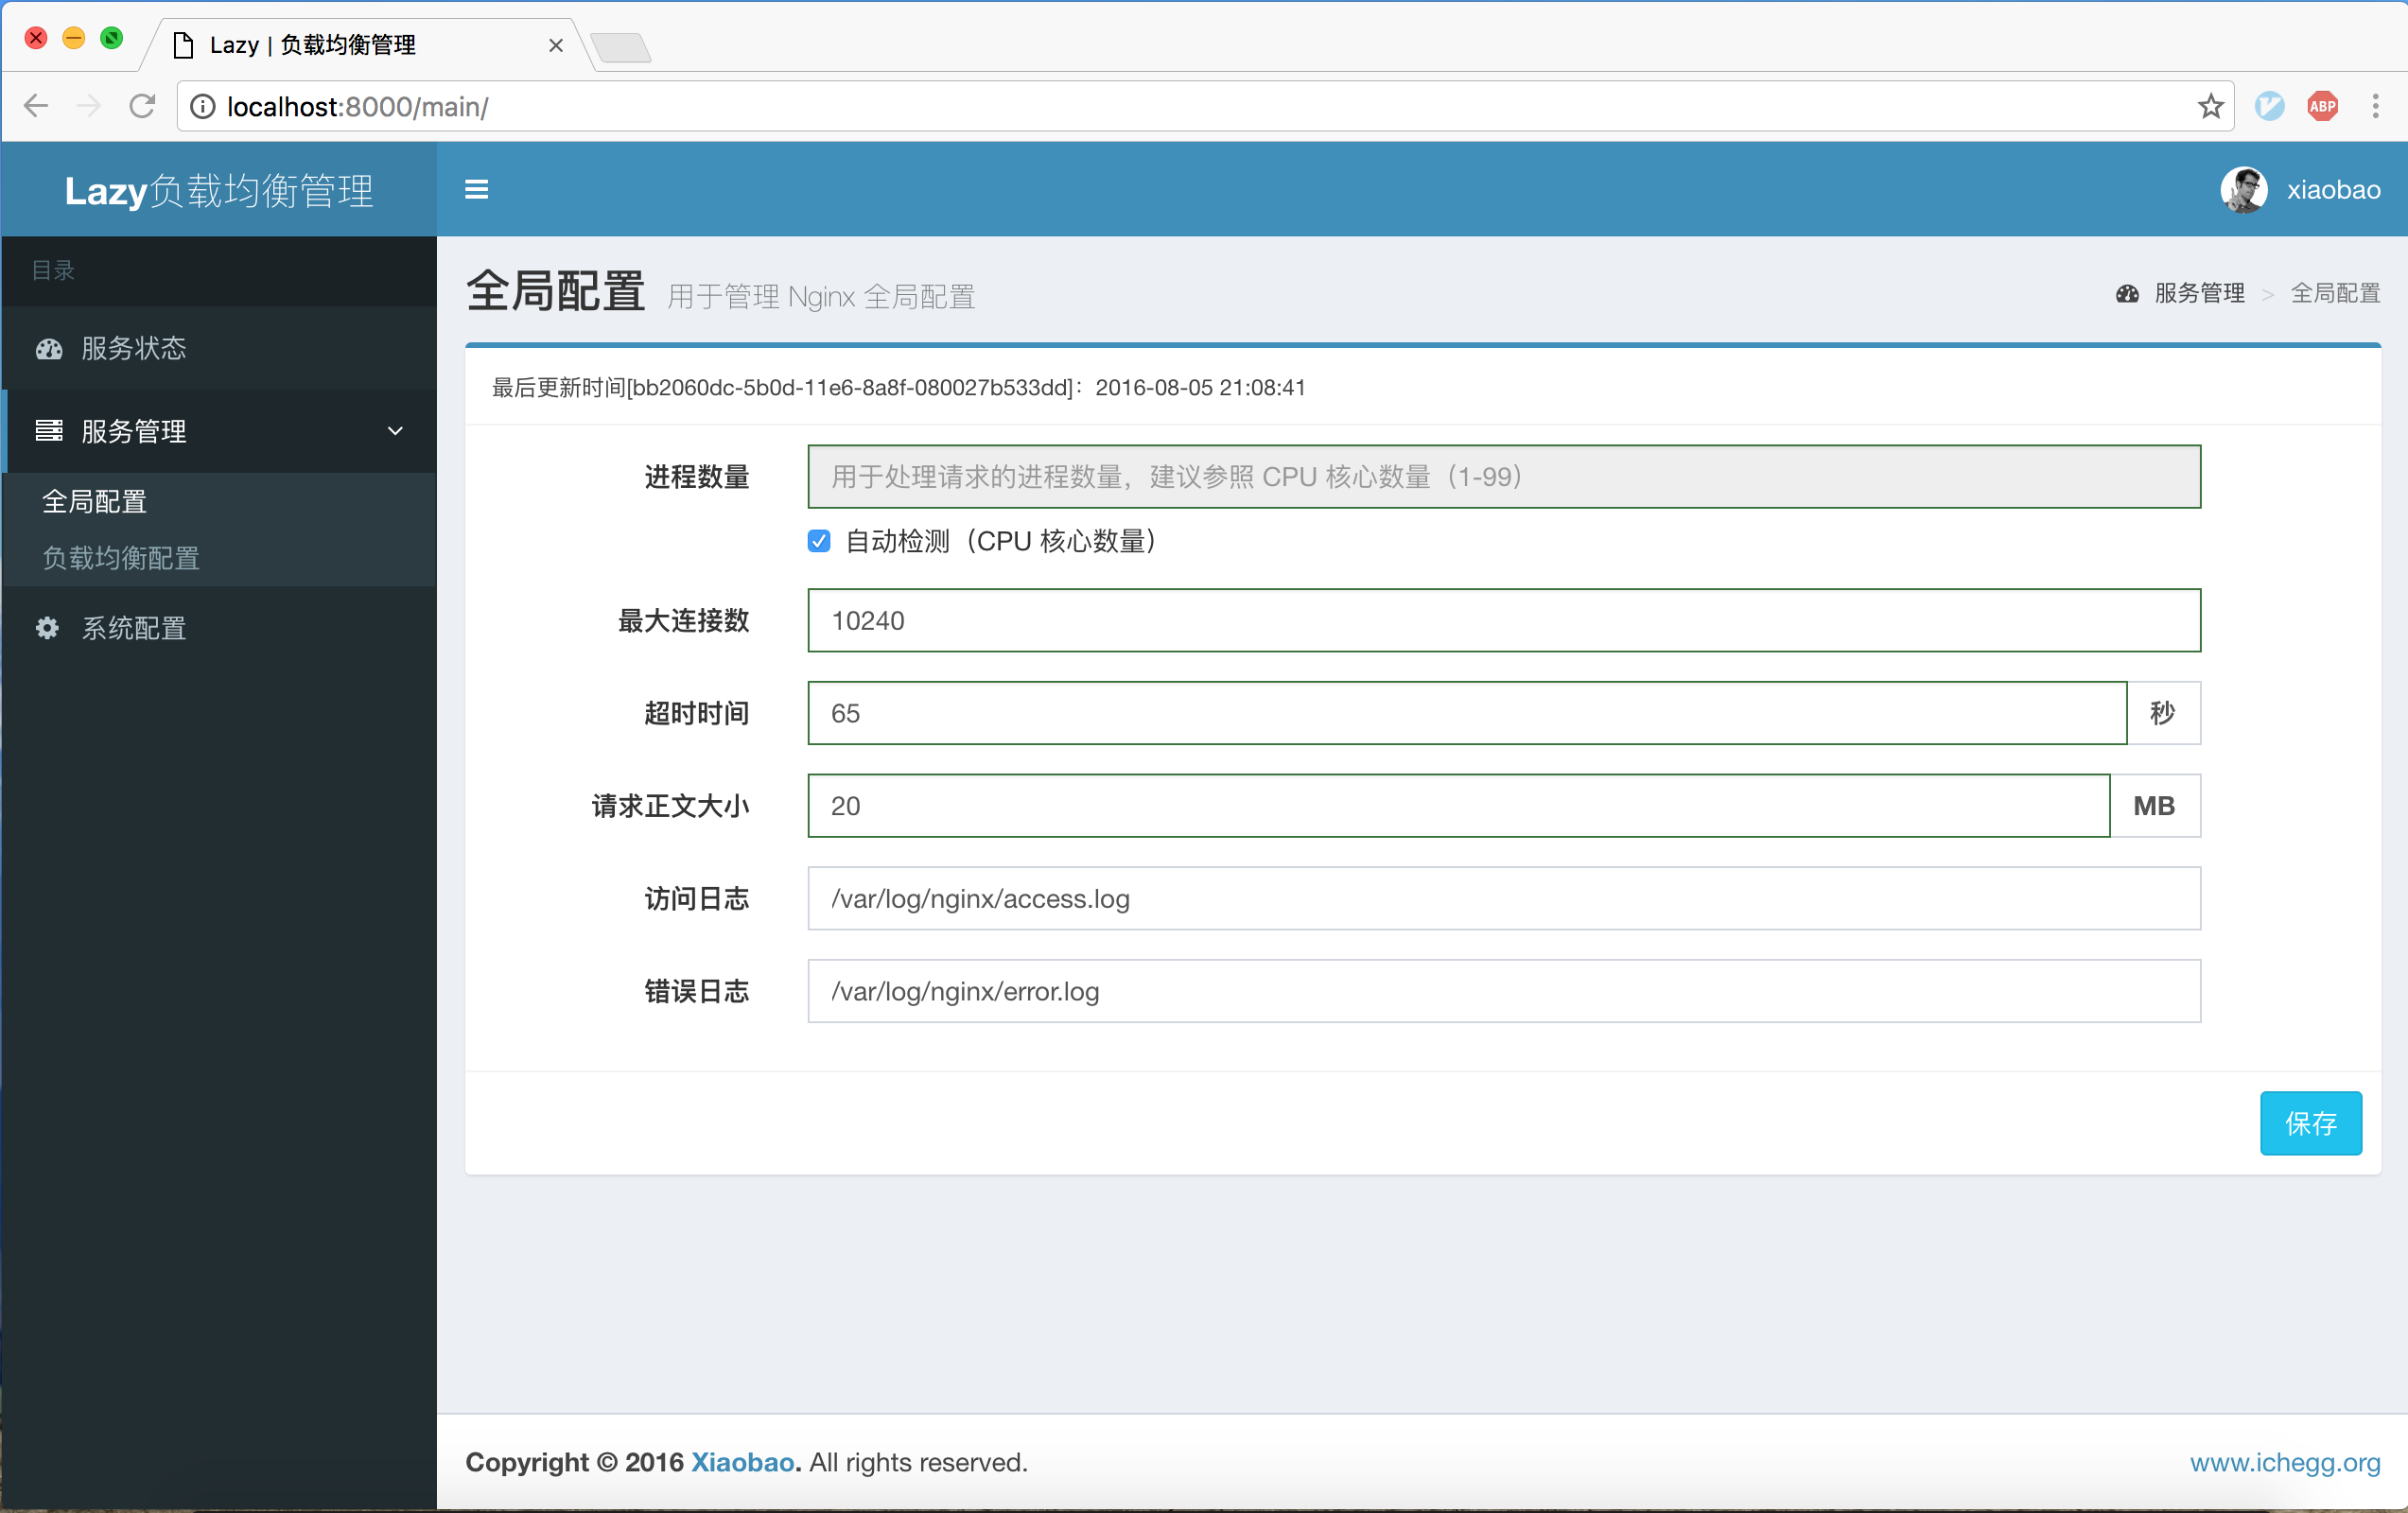 Lazy | 负载均衡管理
localhost:8000/main/
ABP
Lazy负载均衡管理
xiaobao
目录
服务状态
服务管理
全局配置
负载均衡配置
系统配置
全局配置 用于管理 Nginx 全局配置
服务管理 > 全局配置
最后更新时间[bb2060dc-5b0d-11e6-8a8f-080027b533dd]：2016-08-05 21:08:41
进程数量 用于处理请求的进程数量，建议参照 CPU 核心数量（1-99）
自动检测（CPU 核心数量）
最大连接数 10240
超时时间 65 秒
请求正文大小 20 MB
访问日志 /var/log/nginx/access.log
错误日志 /var/log/nginx/error.log
保存
Copyright © 2016 Xiaobao. All rights reserved.
www.ichegg.org